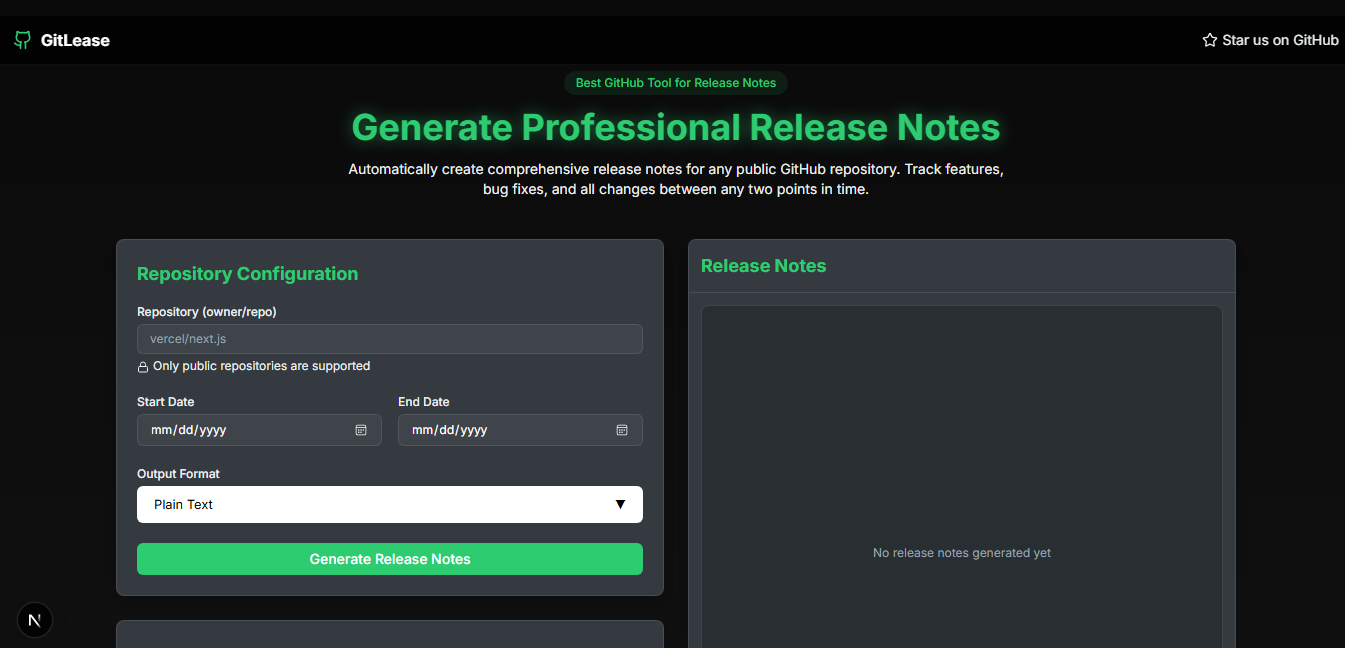 GitLease
Star us on GitHub
Best GitHub Tool for Release Notes
Generate Professional Release Notes
Automatically create comprehensive release notes for any public GitHub repository. Track features,
bug fixes, and all changes between any two points in time.
Repository Configuration
Repository (owner/repo)
vercel/next.js
Only public repositories are supported
Start Date
End Date
mm/dd/yyyy
mm/dd/yyyy
Output Format
Plain Text
Generate Release Notes
Release Notes
No release notes generated yet
N